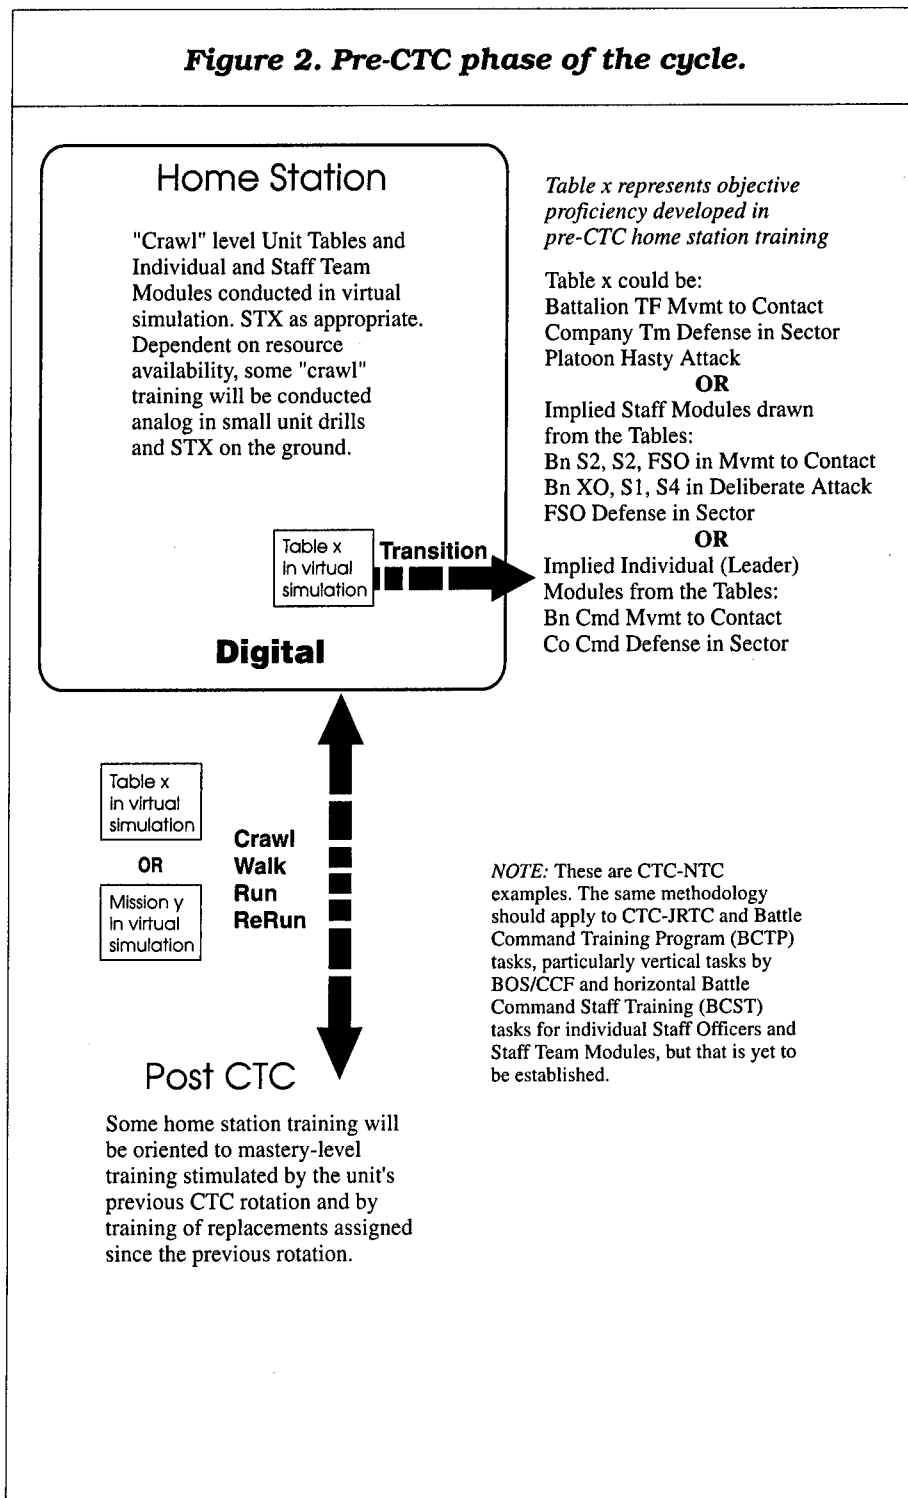 Figure 2. Pre-CTC phase of the cycle.
Home Station
"Crawl" level Unit Tables and
Individual and Staff Team
Modules conducted in virtual
simulation. STX as appropriate.
Dependent on resource
availability, some "crawl"
training will be conducted
analog in small unit drills
and STX on the ground.
Table x
in virtual
simulation
Transition
Digital
Table x represents objective
proficiency developed in
pre-CTC home station training
Table x could be:
Battalion TF Mvmt to Contact
Company Tm Defense in Sector
Platoon Hasty Attack
OR
Implied Staff Modules drawn
from the Tables:
Bn S2, S2, FSO in Mvmt to Contact
Bn XO, S1, S4 in Deliberate Attack
FSO Defense in Sector
OR
Implied Individual (Leader)
Modules from the Tables:
Bn Cmd Mvmt to Contact
Co Cmd Defense in Sector
Table x
in virtual
simulation
OR
Mission y
in virtual
simulation
Crawl
Walk
Run
ReRun
NOTE: These are CTC-NTC
examples. The same methodology
should apply to CTC-JRTC and Battle
Command Training Program (BCTP)
tasks, particularly vertical tasks by
BOS/CCF and horizontal Battle
Command Staff Training (BCST)
tasks for individual Staff Officers and
Staff Team Modules, but that is yet to
be established.
Post CTC
Some home station training will
be oriented to mastery-level
training stimulated by the unit's
previous CTC rotation and by
training of replacements assigned
since the previous rotation.